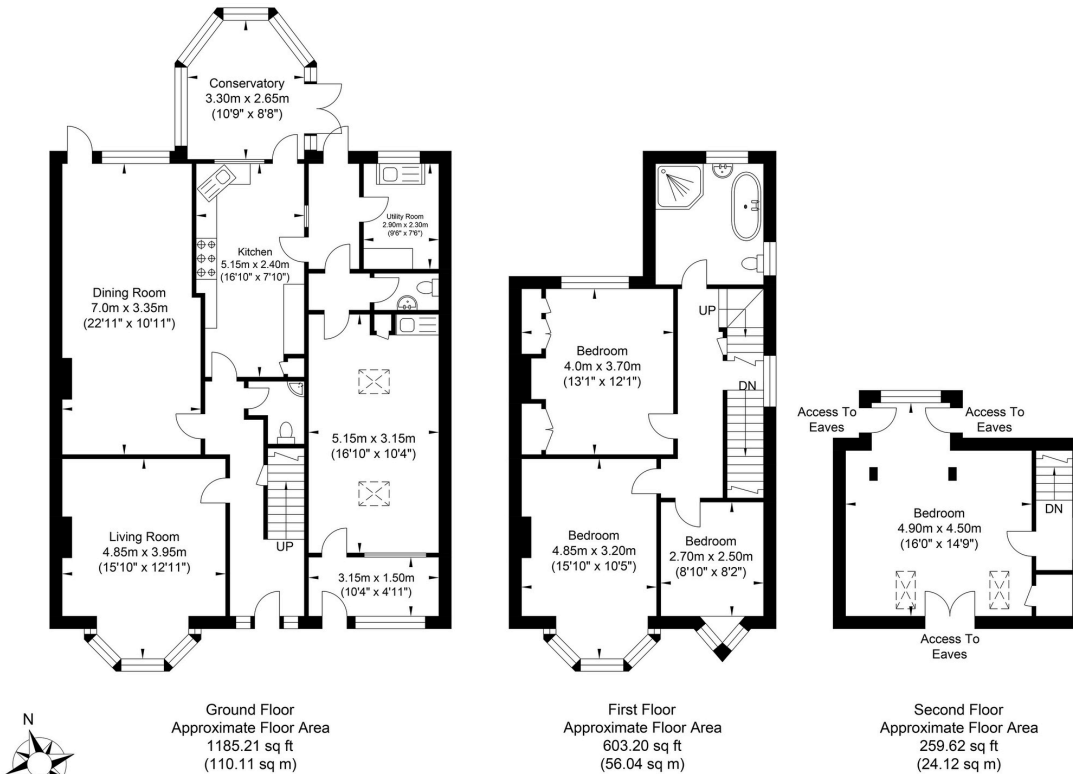 Conservatory
3.30m x 2.65m
(10'9" x 8'8")
Utility Room
2.90m x 2.30m
(9'6" x 7'6")
Kitchen
5.15m x 2.40m
(16'10" x 7'10")
Dining Room
7.0m x 3.35m
(22'11" x 10'11")
5.15m x 3.15m
(16'10" x 10'4")
Living Room
4.85m x 3.95m
(15'10" x 12'11")
UP
3.15m x 1.50m
(10'4" x 4'11")
UP
Bedroom
4.0m x 3.70m
(13'1" x 12'1")
DN
Bedroom
4.85m x 3.20m
(15'10" x 10'5")
Bedroom
2.70m x 2.50m
(8'10" x 8'2")
Access To
Eaves
Access To
Eaves
Bedroom
4.90m x 4.50m
(16'0" x 14'9")
DN
Access To
Eaves
N
Ground Floor
Approximate Floor Area
1185.21 sq ft
(110.11 sq m)
First Floor
Approximate Floor Area
603.20 sq ft
(56.04 sq m)
Second Floor
Approximate Floor Area
259.62 sq ft
(24.12 sq m)